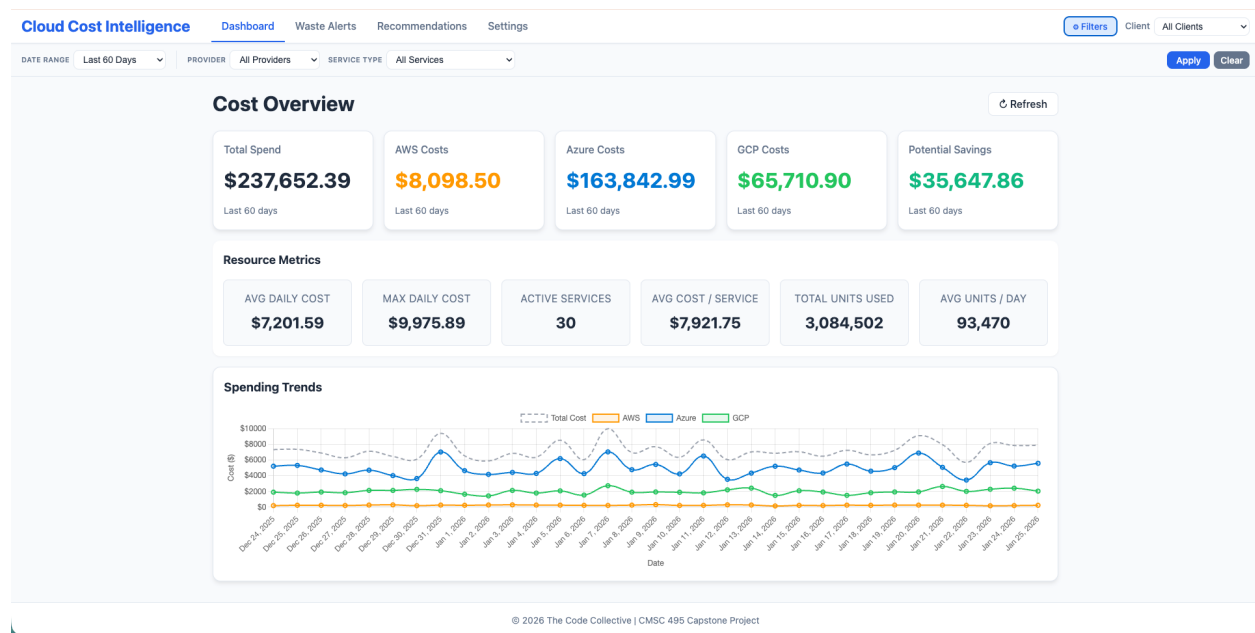 Cloud Cost Intelligence Dashboard Waste Alerts Recommendations Settings Filters Client All Clients
DATE RANGE Last 60 Days PROVIDER All Providers SERVICE TYPE All Services Apply Clear
Cost Overview Refresh
Total Spend AWS Costs Azure Costs GCP Costs Potential Savings
$237,652.39 $8,098.50 $163,842.99 $65,710.90 $35,647.86
Last 60 days Last 60 days Last 60 days Last 60 days Last 60 days
Resource Metrics
AVG DAILY COST MAX DAILY COST ACTIVE SERVICES AVG COST / SERVICE TOTAL UNITS USED AVG UNITS / DAY
$7,201.59 $9,975.89 30 $7,921.75 3,084,502 93,470
Spending Trends
Total Cost AWS Azure GCP
$10000
$8000
$6000
$4000
$2000
$0
Cost ($)
Dec 24, 2025 Dec 25, 2025 Dec 26, 2025 Dec 27, 2025 Dec 28, 2025 Dec 29, 2025 Dec 30, 2025 Dec 31, 2025 Jan 1, 2026 Jan 2, 2026 Jan 3, 2026 Jan 4, 2026 Jan 5, 2026 Jan 6, 2026 Jan 7, 2026 Jan 8, 2026 Jan 9, 2026 Jan 10, 2026 Jan 11, 2026 Jan 12, 2026 Jan 13, 2026 Jan 14, 2026 Jan 15, 2026 Jan 16, 2026 Jan 17, 2026 Jan 18, 2026 Jan 19, 2026 Jan 20, 2026 Jan 21, 2026 Jan 22, 2026 Jan 23, 2026 Jan 24, 2026 Jan 25, 2026
Date
© 2026 The Code Collective | CMSC 495 Capstone Project